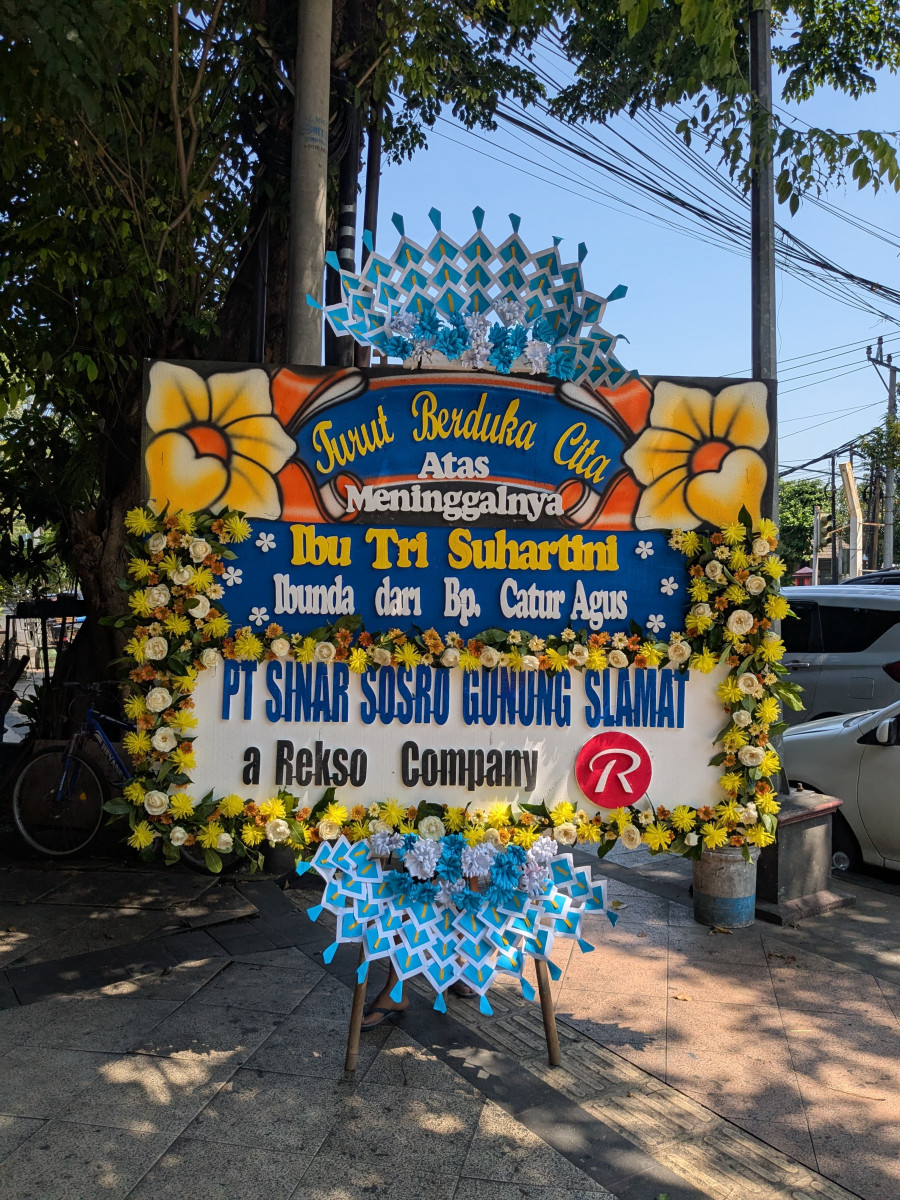 Turut Berduka Cita
Atas
Meninggalnya
Ibu Tri Suhartini
Ibunda dari Bp. Catur Agus
PT SINAR SOSRO GUNUNG SLAMAT
a Rekso Company
R